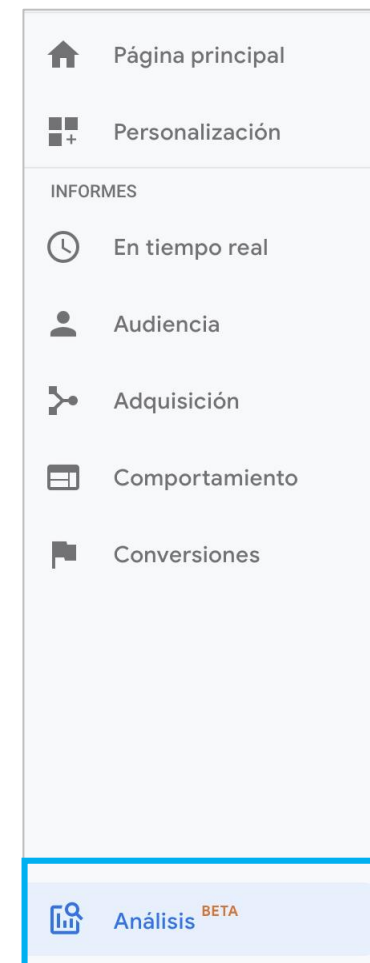 Página principal
Personalización
INFORMES
En tiempo real
Audiencia
Adquisición
Comportamiento
Conversiones
Análisis BETA